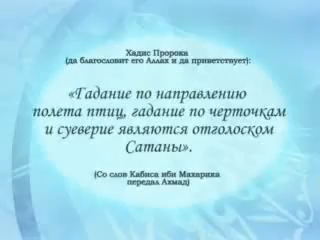 Хадис Пророка
(да благословит его Аллах и да приветствует):
«Гадание по направлению
полета птиц, гадание по черточкам
и суеверие являются отголоском
Сатаны».
(Со слов Кабиса ибн Махарика
передал Ахмад)